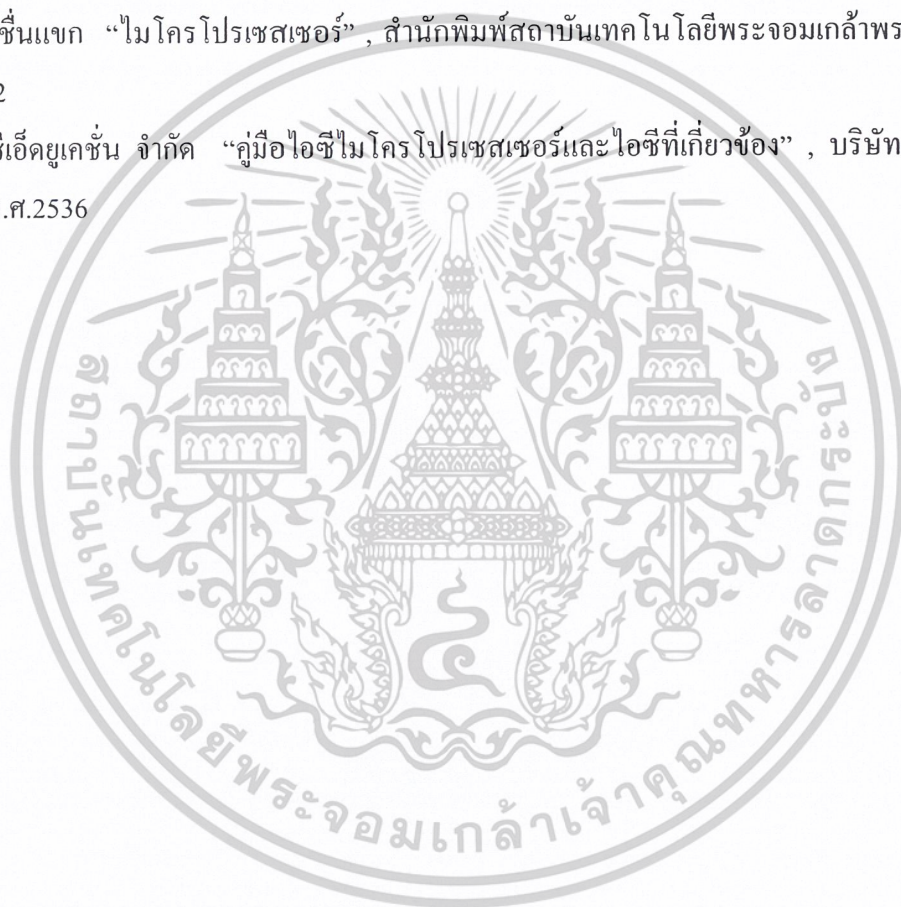 ชื่นแขก “ไมโครโปรเซสเซอร์” , สำนักพิมพ์สถาบันเทคโนโลยีพระจอมเกล้าพร
2
ซีเอ็ดยูเคชั่น จำกัด “คู่มือไอซีไมโครโปรเซสเซอร์และไอซีที่เกี่ยวข้อง” , บริษัท
.ศ.2536
สถาบันเทคโนโลยีพระจอมเกล้าเจ้าคุณทหารลาดกระบัง